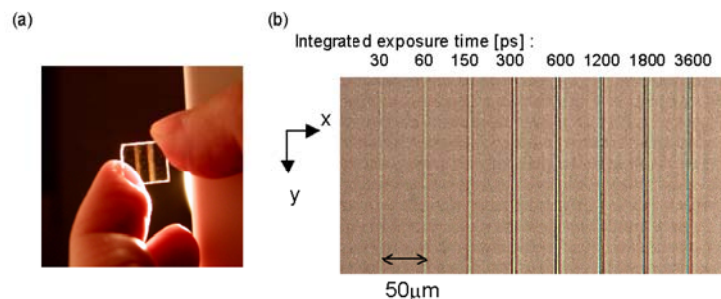 (a)
(b)
Integrated exposure time [ps] :
30 60 150 300 600 1200 1800 3600
x
y
50μm